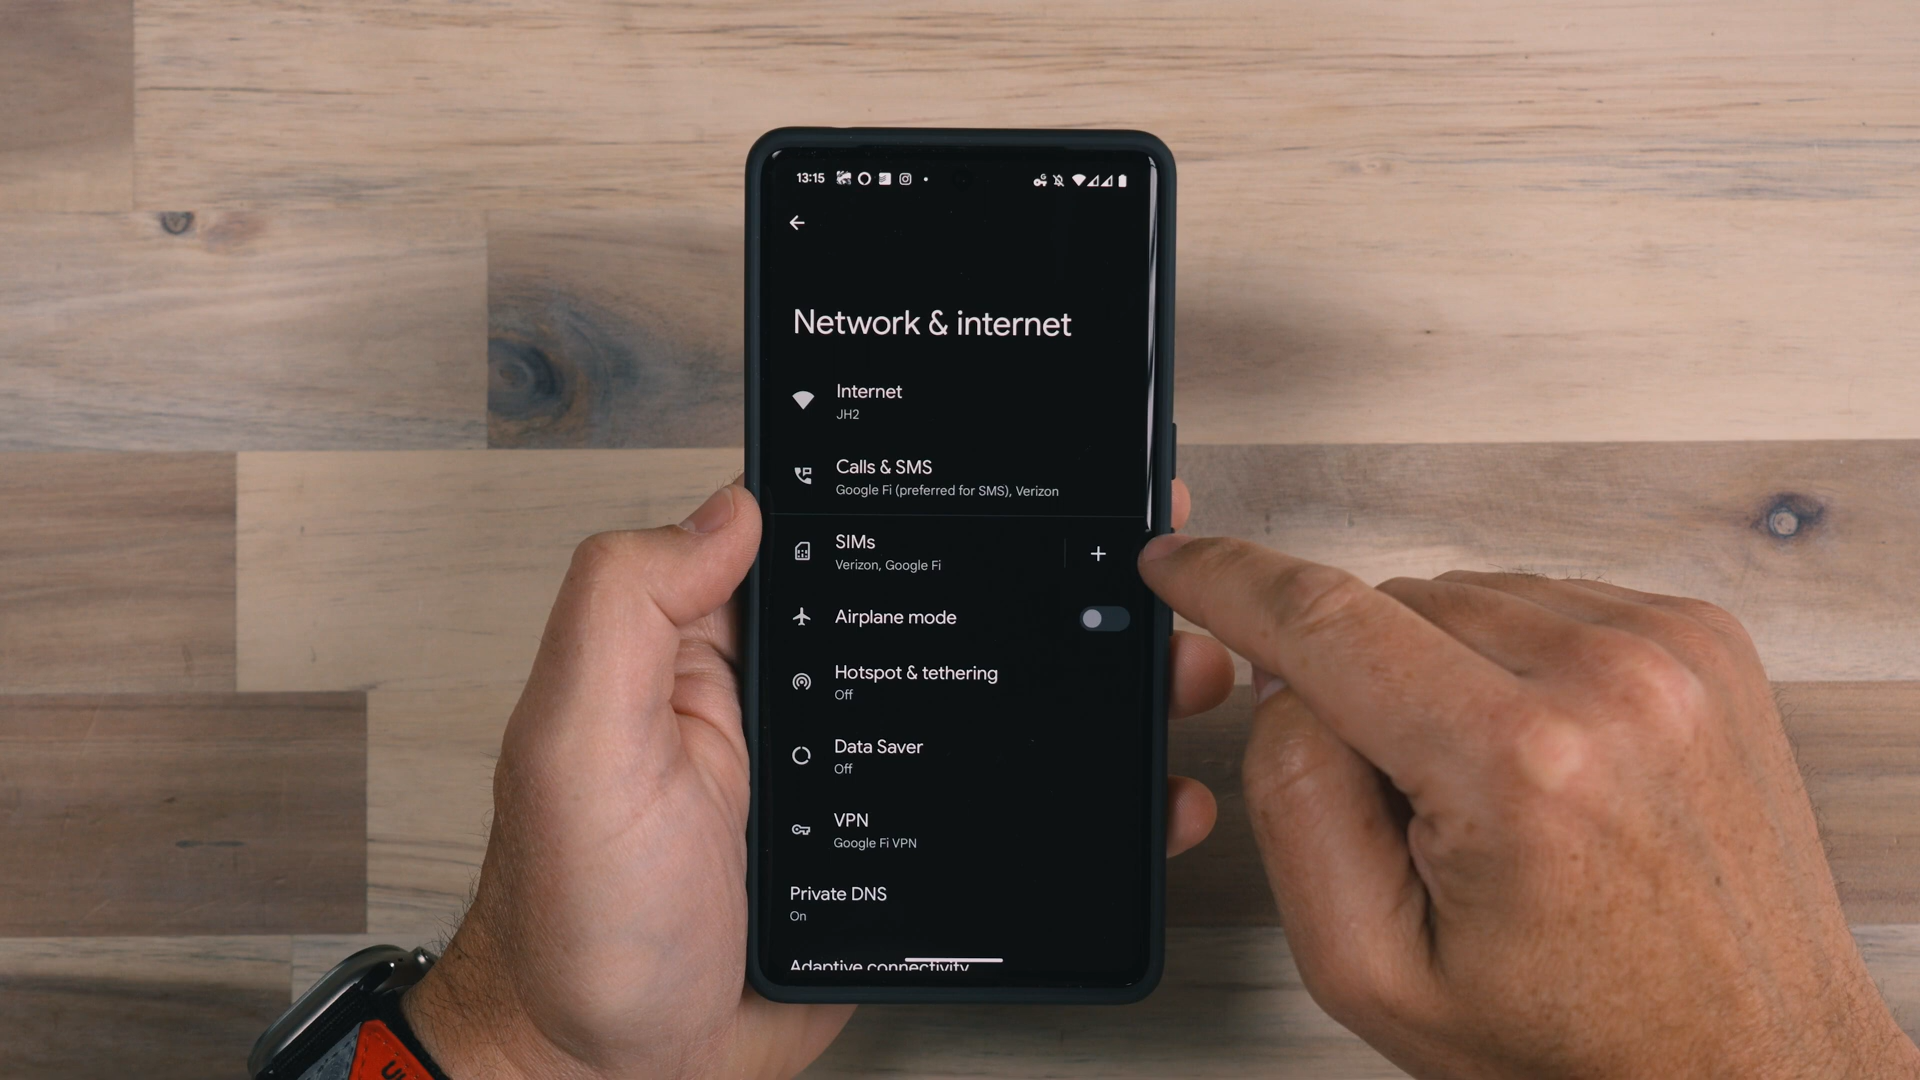 13:15
Network & internet
Internet
JH2
Calls & SMS
Google Fi (preferred for SMS), Verizon
SIMs
Verizon, Google Fi
Airplane mode
Hotspot & tethering
Off
Data Saver
Off
VPN
Google Fi VPN
Private DNS
On
Adaptive connectivity